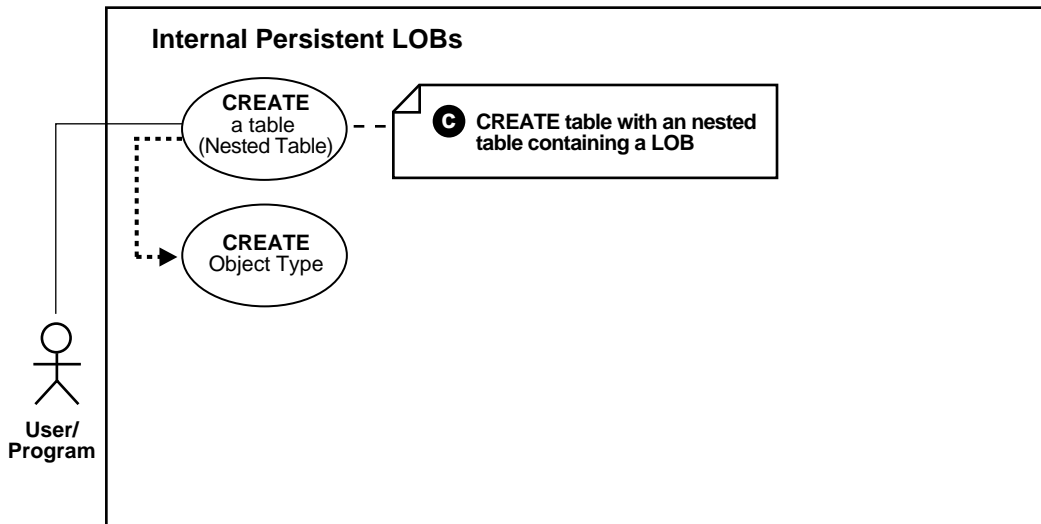 Internal Persistent LOBs
CREATE
a table
(Nested Table)
C CREATE table with an nested
table containing a LOB
CREATE
Object Type
User/
Program